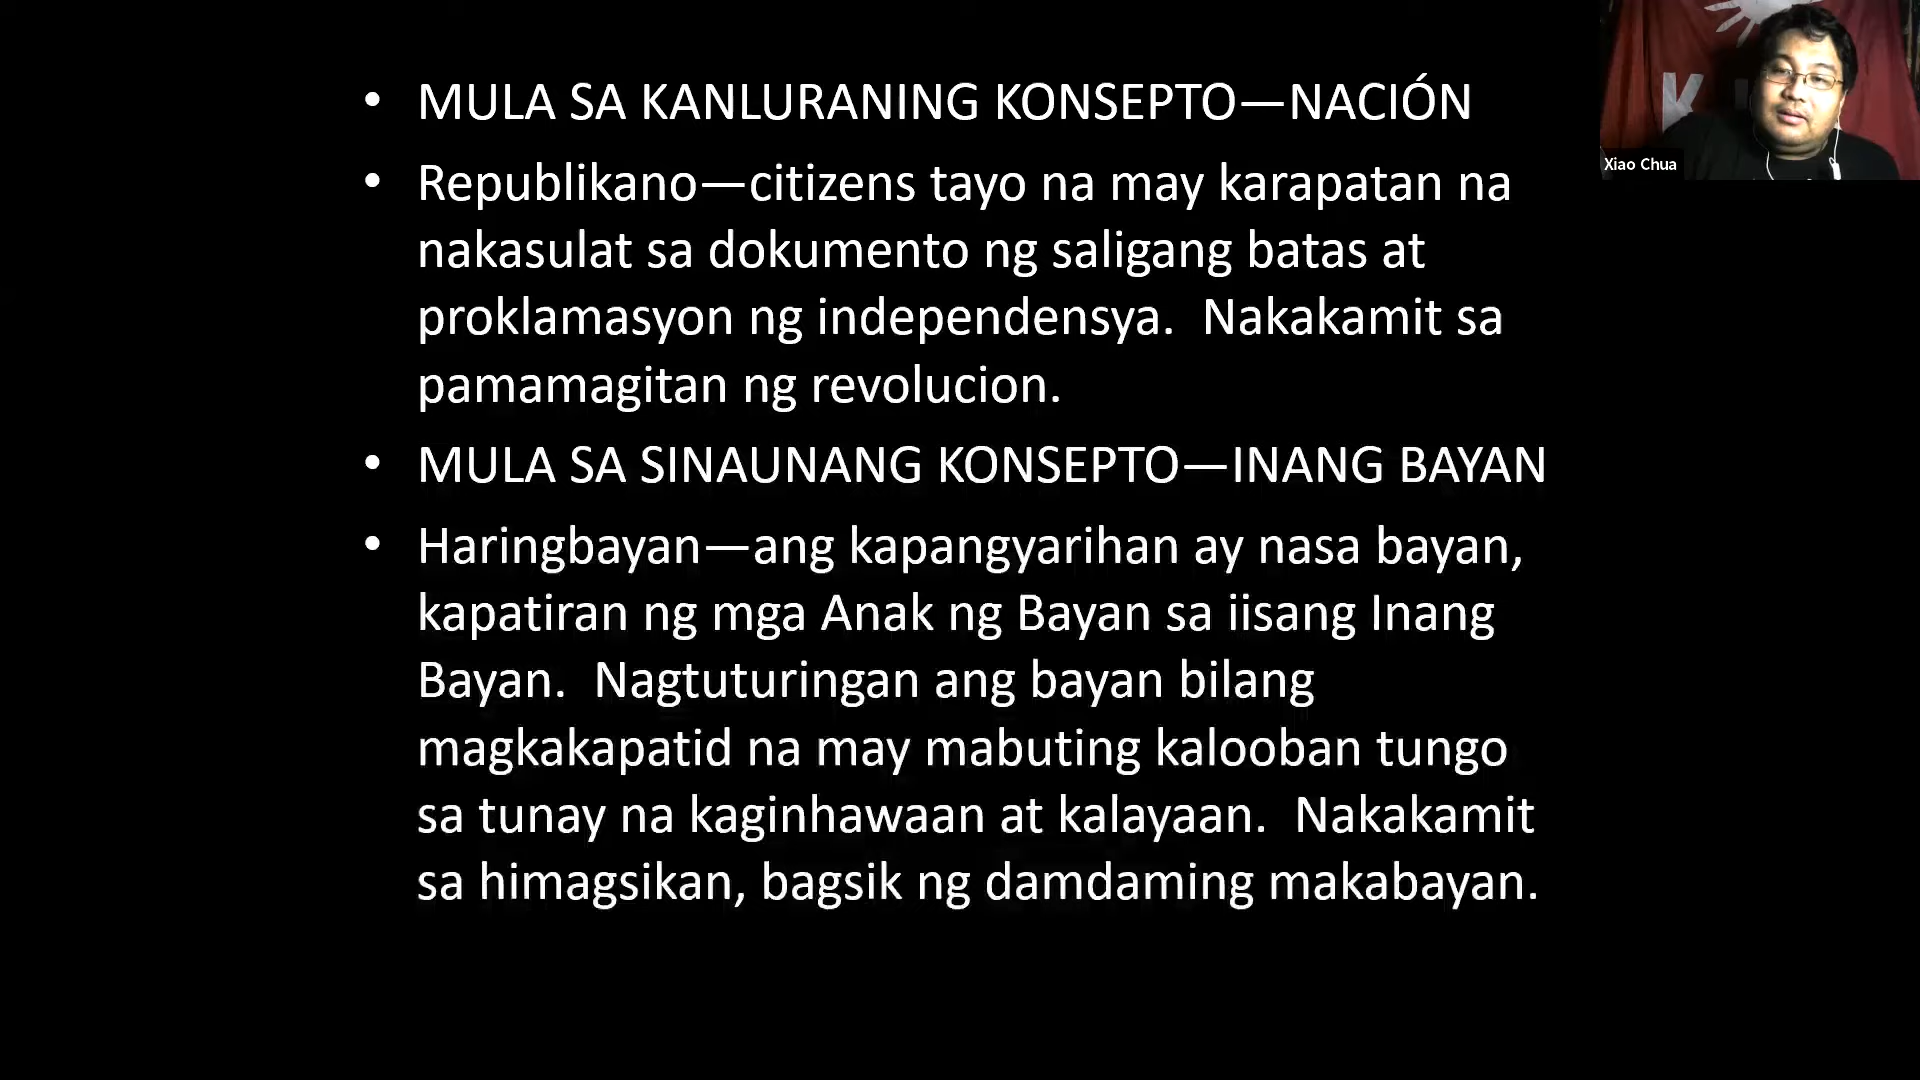 • MULA SA KANLURANING KONSEPTO—NACIÓN
• Republikano—citizens tayo na may karapatan na
nakasulat sa dokumento ng saligang batas at
proklamasyon ng independensya.  Nakakamit sa
pamamagitan ng revolucion.
• MULA SA SINAUNANG KONSEPTO—INANG BAYAN
• Haringbayan—ang kapangyarihan ay nasa bayan,
kapatiran ng mga Anak ng Bayan sa iisang Inang
Bayan.  Nagtuturingan ang bayan bilang
magkakapatid na may mabuting kalooban tungo
sa tunay na kaginhawaan at kalayaan.  Nakakamit
sa himagsikan, bagsik ng damdaming makabayan.
K
Xiao Chua